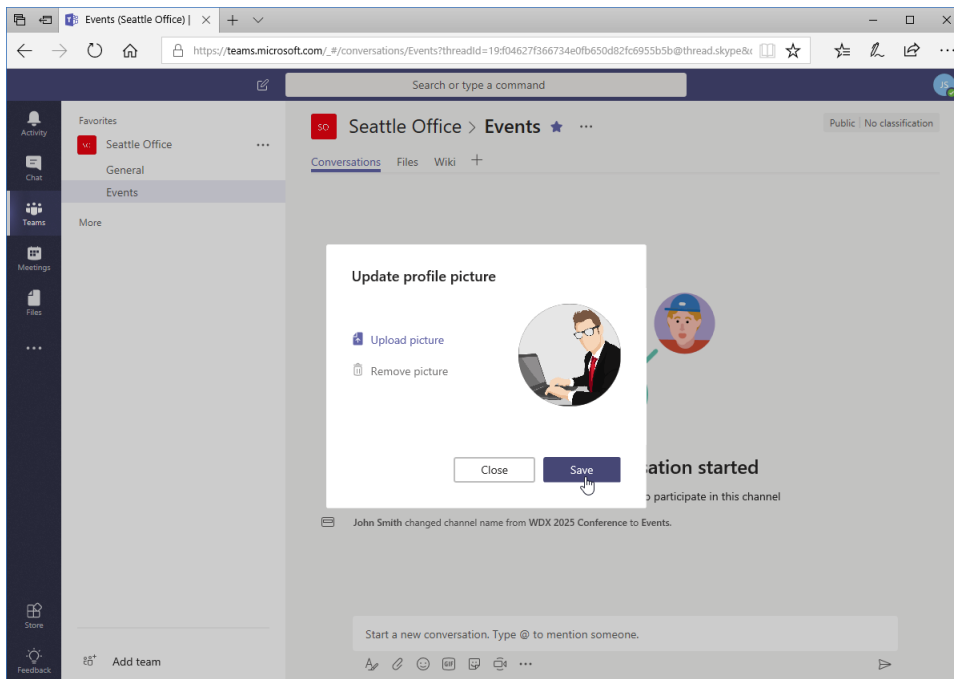 Events (Seattle Office) |
https://teams.microsoft.com/_#/conversations/Events?threadId=19:f04627f366734e0fb650d82fc6955b5b@thread.skype&c
Search or type a command
JS
Activity
Chat
Teams
Meetings
Files
Store
Feedback
Favorites
SO Seattle Office
General
Events
More
Add team
SO Seattle Office > Events
Public No classification
Conversations Files Wiki
Update profile picture
Upload picture
Remove picture
Close Save
sation started
o participate in this channel
John Smith changed channel name from WDX 2025 Conference to Events.
Start a new conversation. Type @ to mention someone.
GIF